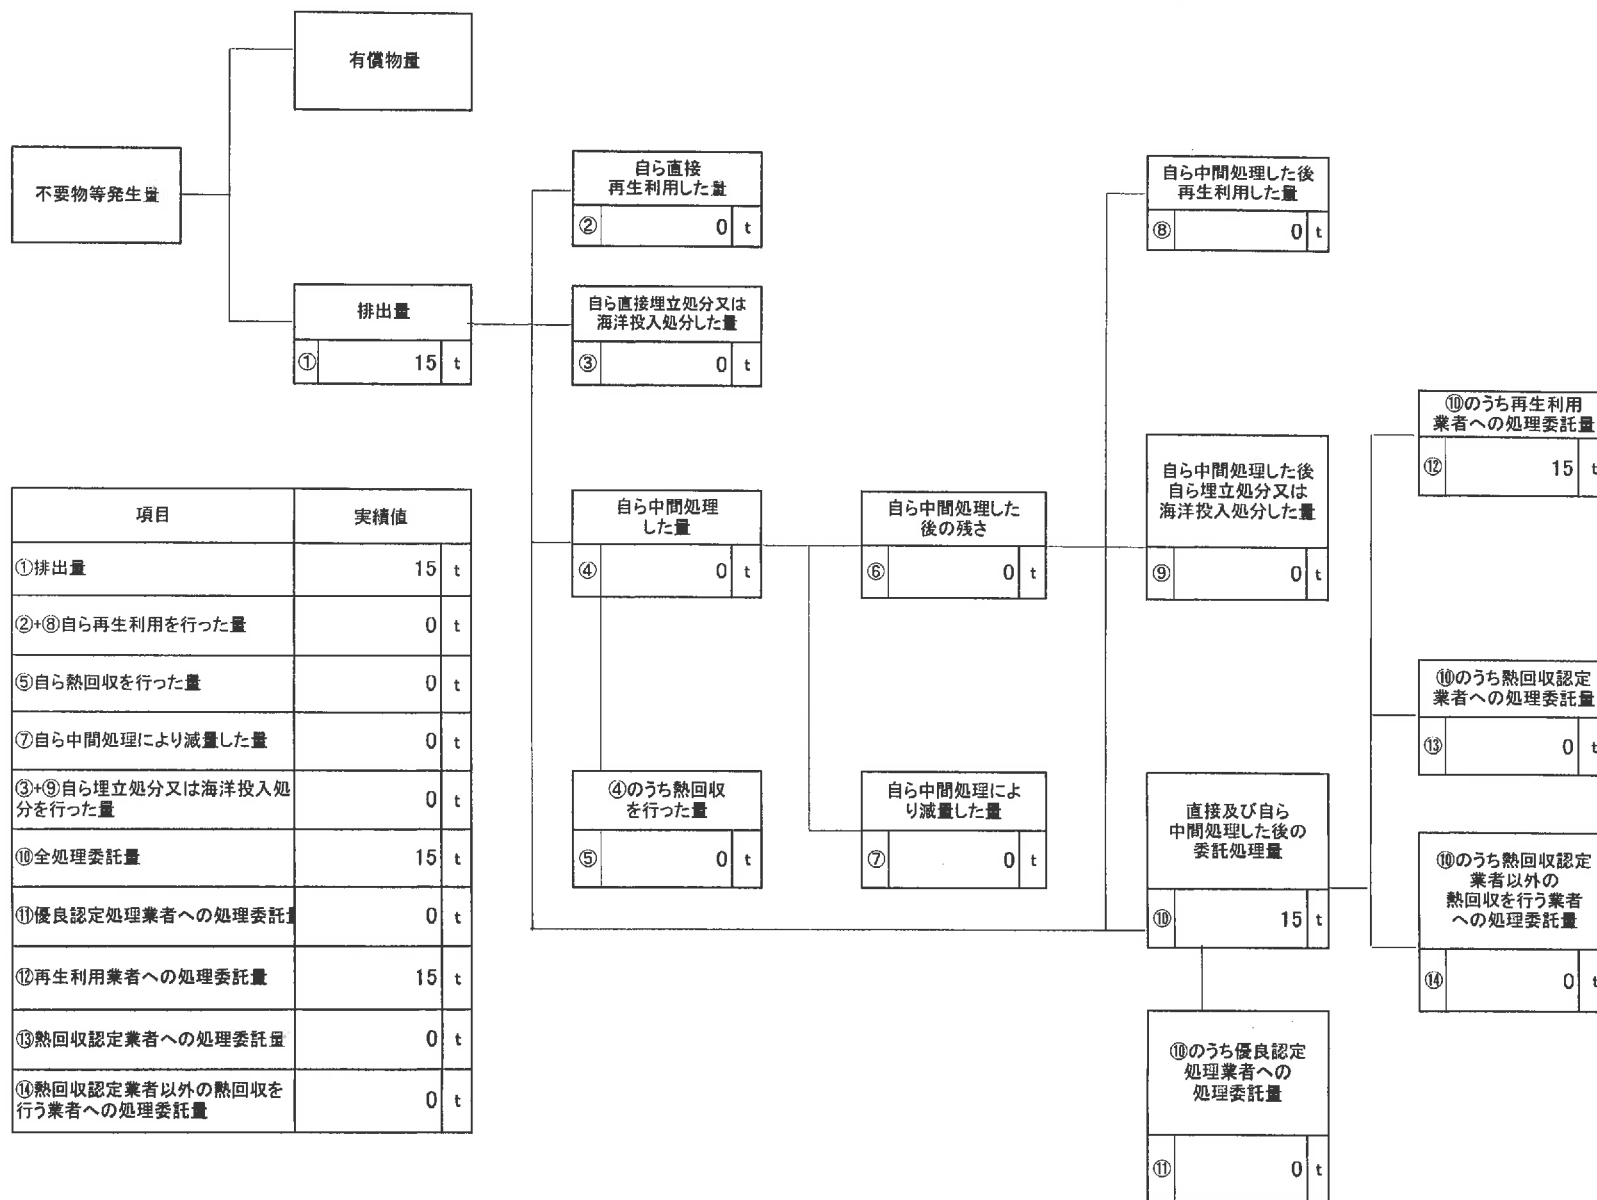 有償物量
不要物等発生量
排出量
① 15 t
自ら直接
再生利用した量
② 0 t
自ら直接埋立処分又は
海洋投入処分した量
③ 0 t
自ら中間処理
した量
④ 0 t
④のうち熱回収
を行った量
⑤ 0 t
自ら中間処理した
後の残さ
⑥ 0 t
自ら中間処理によ
り減量した量
⑦ 0 t
自ら中間処理した後
再生利用した量
⑧ 0 t
自ら中間処理した後
自ら埋立処分又は
海洋投入処分した量
⑨ 0 t
直接及び自ら
中間処理した後の
委託処理量
⑩ 15 t
⑩のうち優良認定
処理業者への
処理委託量
⑪ 0 t
⑩のうち再生利用
業者への処理委託量
⑫ 15 t
⑩のうち熱回収認定
業者への処理委託量
⑬ 0 t
⑩のうち熱回収認定
業者以外の
熱回収を行う業者
への処理委託量
⑭ 0 t
項目 実績値
①排出量 15 t
②+⑧自ら再生利用を行った量 0 t
⑤自ら熱回収を行った量 0 t
⑦自ら中間処理により減量した量 0 t
③+⑨自ら埋立処分又は海洋投入処
分を行った量 0 t
⑩全処理委託量 15 t
⑪優良認定処理業者への処理委託量 0 t
⑫再生利用業者への処理委託量 15 t
⑬熱回収認定業者への処理委託量 0 t
⑭熱回収認定業者以外の熱回収を
行う業者への処理委託量 0 t